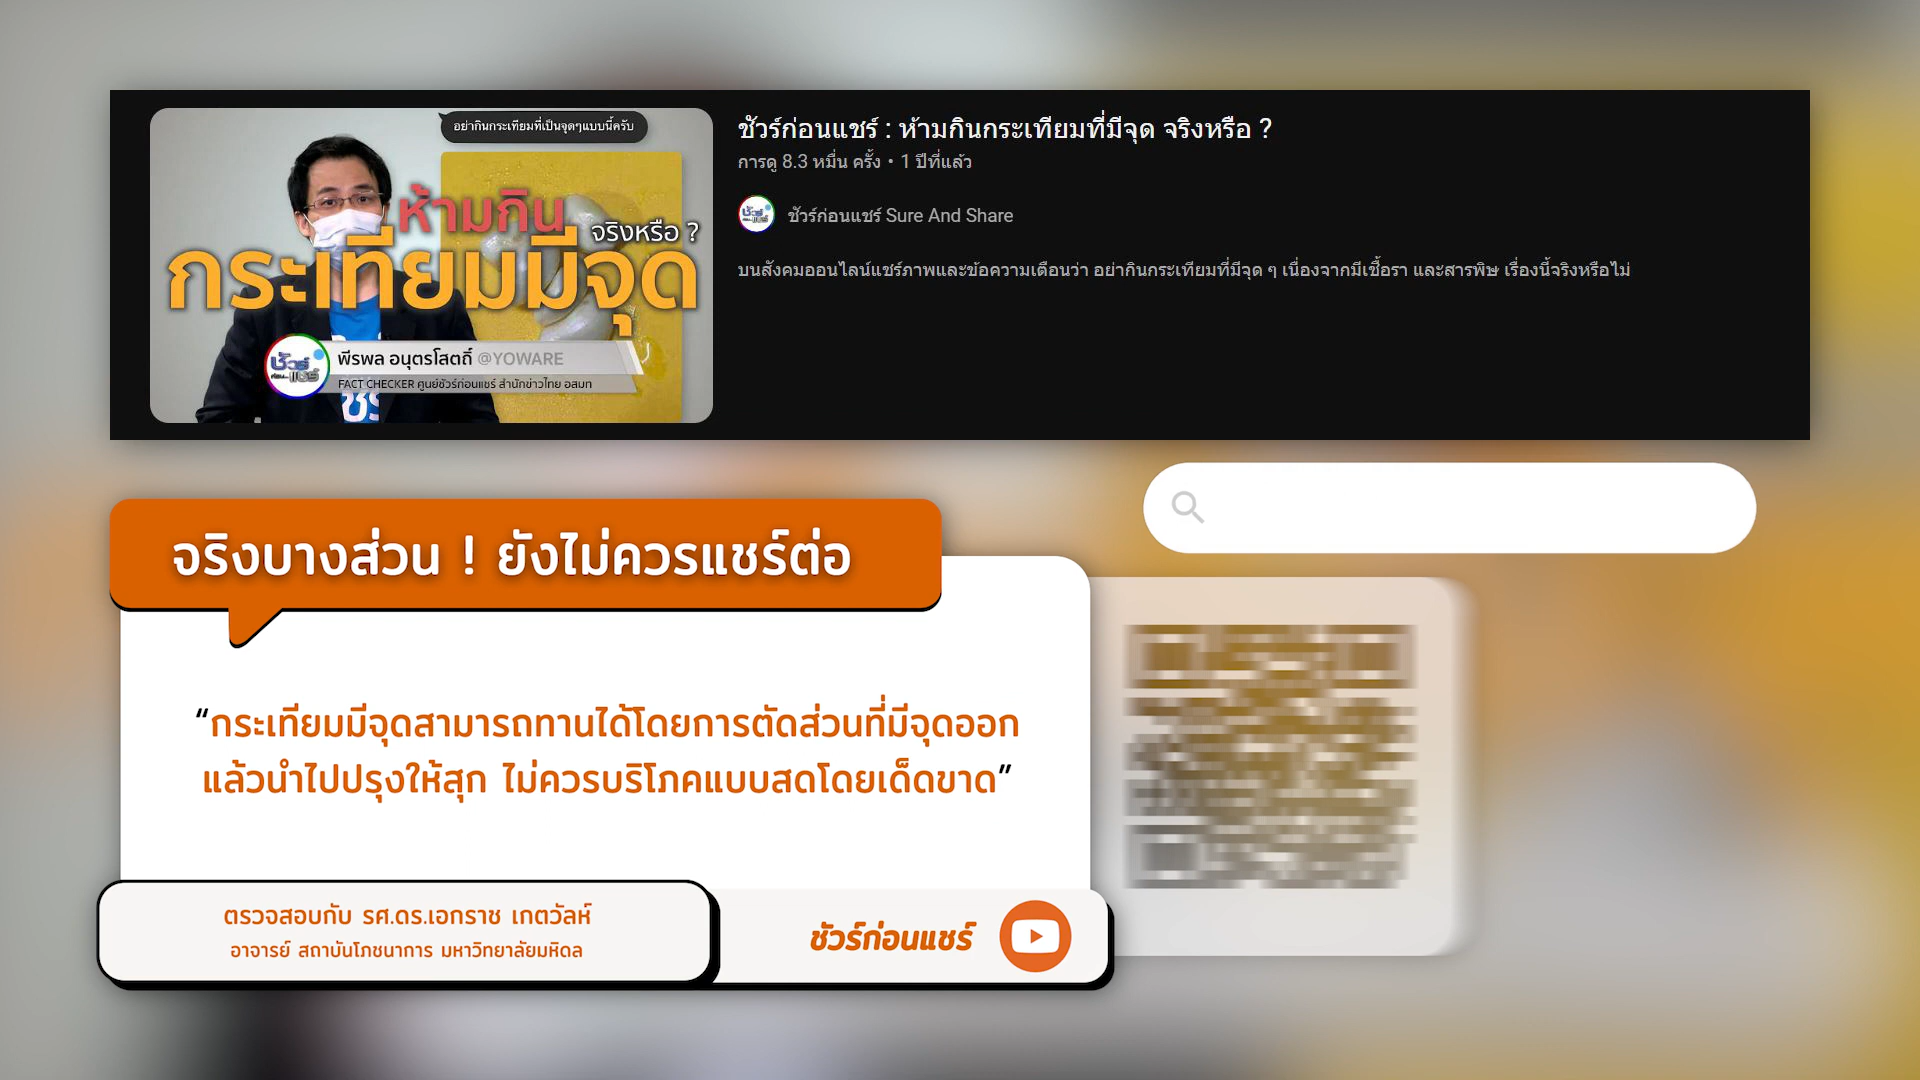 อย่ากินกระเทียมที่เป็นจุดๆแบบนี้ครับ
ห้ามกิน
จริงหรือ ?
กระเทียมมีจุด
ชัวร์ก่อนแชร์
พีรพล อนุตรโสตถิ์ @YOWARE
FACT CHECKER ศูนย์ชัวร์ก่อนแชร์ สำนักข่าวไทย อสมท
ชัวร์ก่อนแชร์ : ห้ามกินกระเทียมที่มีจุด จริงหรือ ?
การดู 8.3 หมื่น ครั้ง • 1 ปีที่แล้ว
ชัวร์ก่อนแชร์ Sure And Share
บนสังคมออนไลน์แชร์ภาพและข้อความเตือนว่า อย่ากินกระเทียมที่มีจุด ๆ เนื่องจากมีเชื้อรา และสารพิษ เรื่องนี้จริงหรือไม่
จริงบางส่วน ! ยังไม่ควรแชร์ต่อ
“กระเทียมมีจุดสามารถทานได้โดยการตัดส่วนที่มีจุดออก
แล้วนำไปปรุงให้สุก ไม่ควรบริโภคแบบสดโดยเด็ดขาด”
ตรวจสอบกับ รศ.ดร.เอกราช เกตวัลห์
อาจารย์ สถาบันโภชนาการ มหาวิทยาลัยมหิดล
ชัวร์ก่อนแชร์